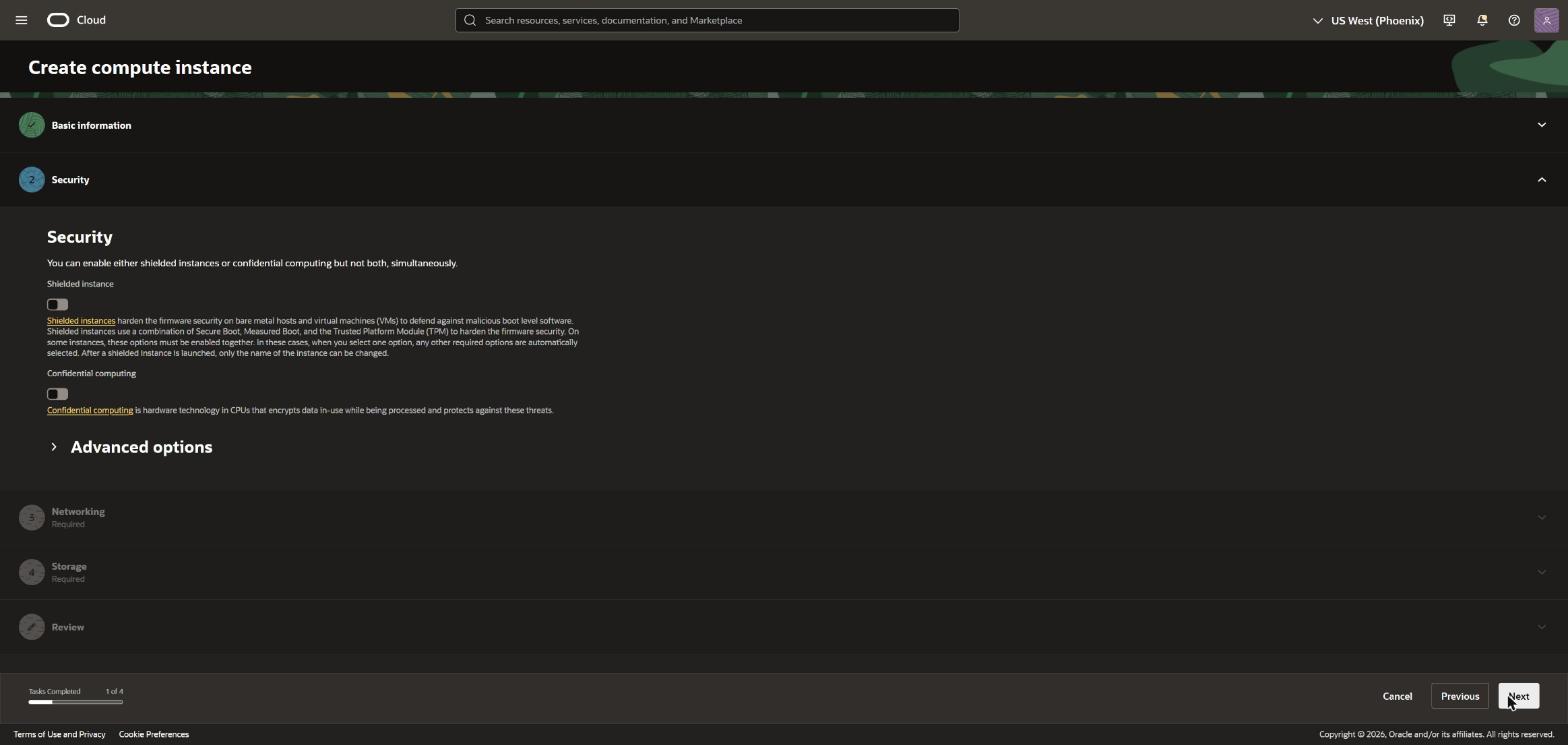 Cloud
Search resources, services, documentation, and Marketplace
US West (Phoenix)
Create compute instance
Basic information
2
Security
Security
You can enable either shielded instances or confidential computing but not both, simultaneously.
Shielded instance
Shielded instances harden the firmware security on bare metal hosts and virtual machines (VMs) to defend against malicious boot level software.
Shielded instances use a combination of Secure Boot, Measured Boot, and the Trusted Platform Module (TPM) to harden the firmware security. On
some instances, these options must be enabled together. In these cases, when you select one option, any other required options are automatically
selected. After a shielded instance is launched, only the name of the instance can be changed.
Confidential computing
Confidential computing is hardware technology in CPUs that encrypts data in-use while being processed and protects against these threats.
Advanced options
3
Networking
Required
4
Storage
Required
Review
Tasks Completed 1 of 4
Cancel
Previous
Next
Terms of Use and Privacy
Cookie Preferences
Copyright © 2026, Oracle and/or its affiliates. All rights reserved.